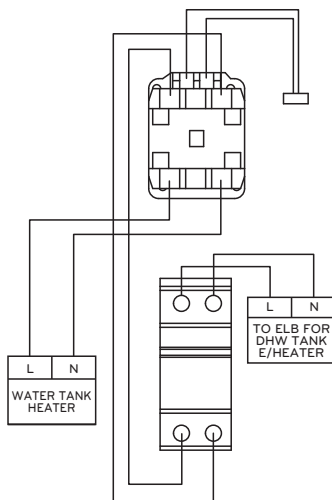 L N
TO ELB FOR
DHW TANK
E/HEATER
L N
WATER TANK
HEATER